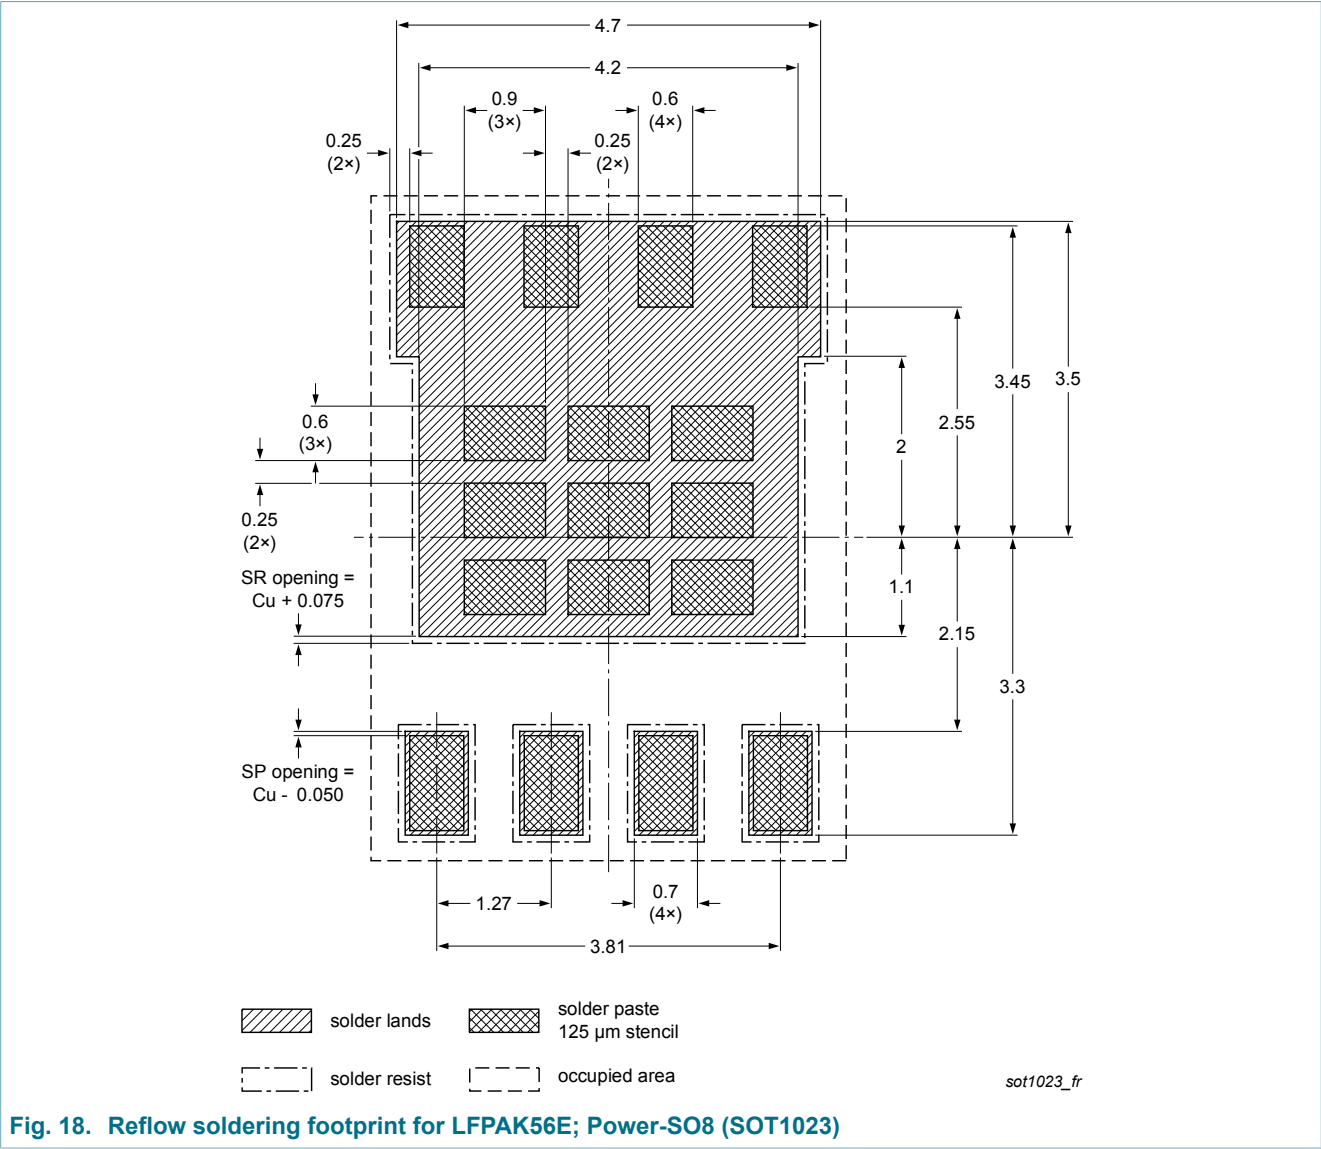 4.7
4.2
0.9
(3×)
0.6
(4×)
0.25
(2×)
0.25
(2×)
3.45
3.5
0.6
(3×)
2.55
2
0.25
(2×)
SR opening =
Cu + 0.075
1.1
2.15
3.3
SP opening =
Cu - 0.050
1.27
0.7
(4×)
3.81
solder lands
solder paste
125 µm stencil
solder resist
occupied area
sot1023_fr
Fig. 18. Reflow soldering footprint for LFPAK56E; Power-SO8 (SOT1023)